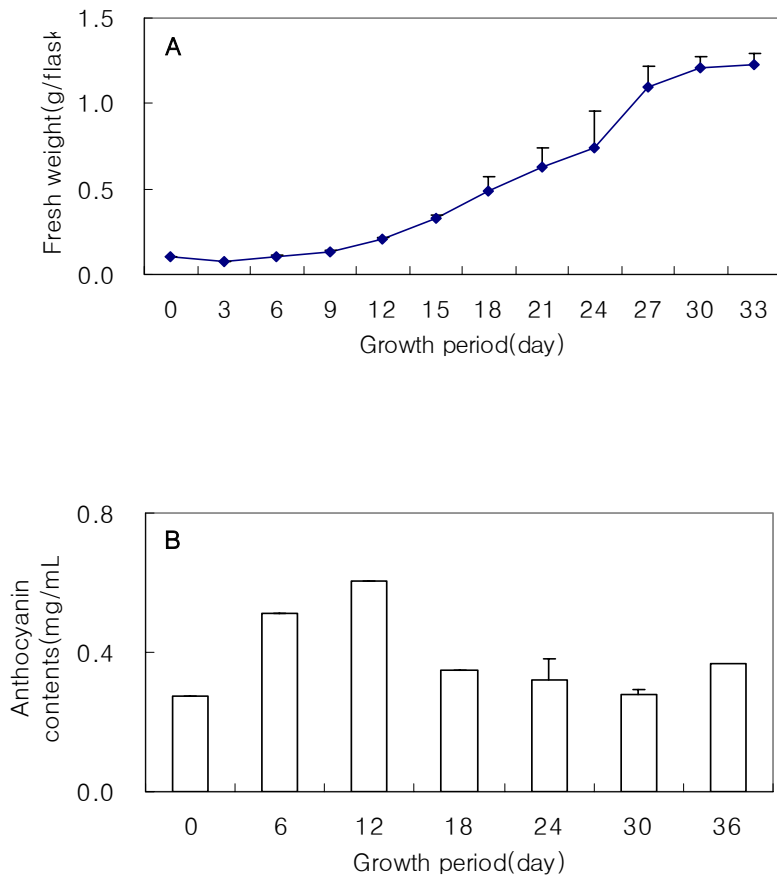 A
Fresh weight(g/flask
1.5
1.0
0.5
0.0
0 3 6 9 12 15 18 21 24 27 30 33
Growth period(day)
B
Anthocyanin
contents(mg/mL
0.8
0.4
0.0
0 6 12 18 24 30 36
Growth period(day)